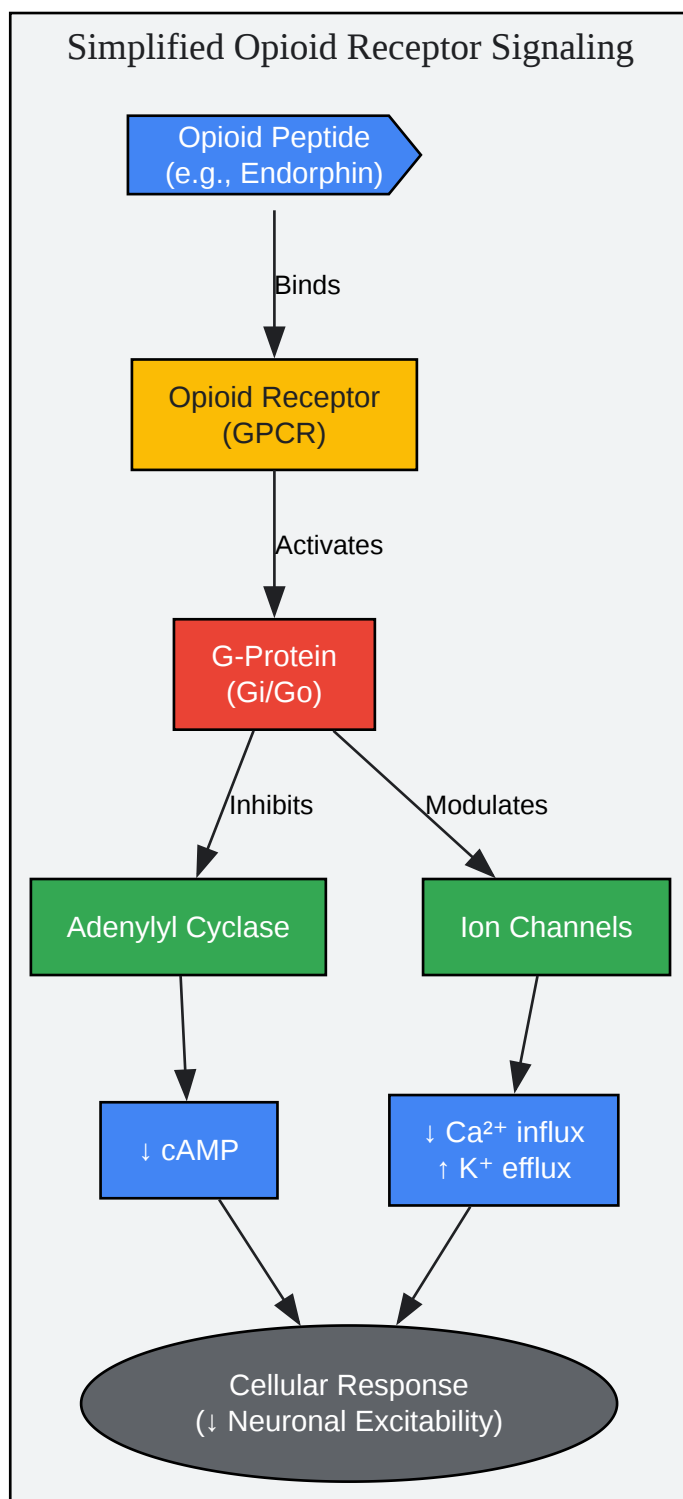 Simplified Opioid Receptor Signaling
Opioid Peptide
(e.g., Endorphin)
Binds
Opioid Receptor
(GPCR)
Activates
G-Protein
(Gi/Go)
Inhibits
Modulates
Adenylyl Cyclase
Ion Channels
↓ cAMP
↓ Ca²⁺ influx
↑ K⁺ efflux
Cellular Response
(↓ Neuronal Excitability)